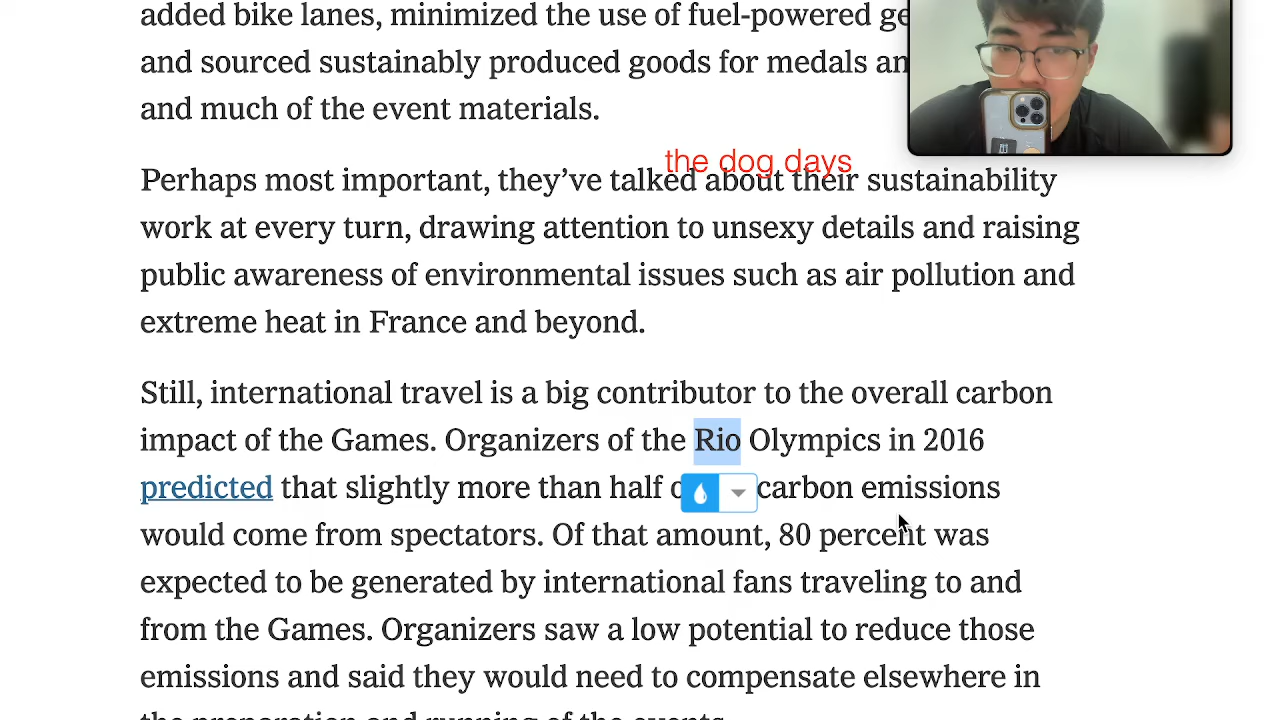 added bike lanes, minimized the use of fuel-powered
and sourced sustainably produced goods for medals
and much of the event materials.
the dog days
Perhaps most important, they’ve talked about their sustainability
work at every turn, drawing attention to unsexy details and raising
public awareness of environmental issues such as air pollution and
extreme heat in France and beyond.
Still, international travel is a big contributor to the overall carbon
impact of the Games. Organizers of the Rio Olympics in 2016
predicted that slightly more than half carbon emissions
would come from spectators. Of that amount, 80 percent was
expected to be generated by international fans traveling to and
from the Games. Organizers saw a low potential to reduce those
emissions and said they would need to compensate elsewhere in
the preparation and running of the events.